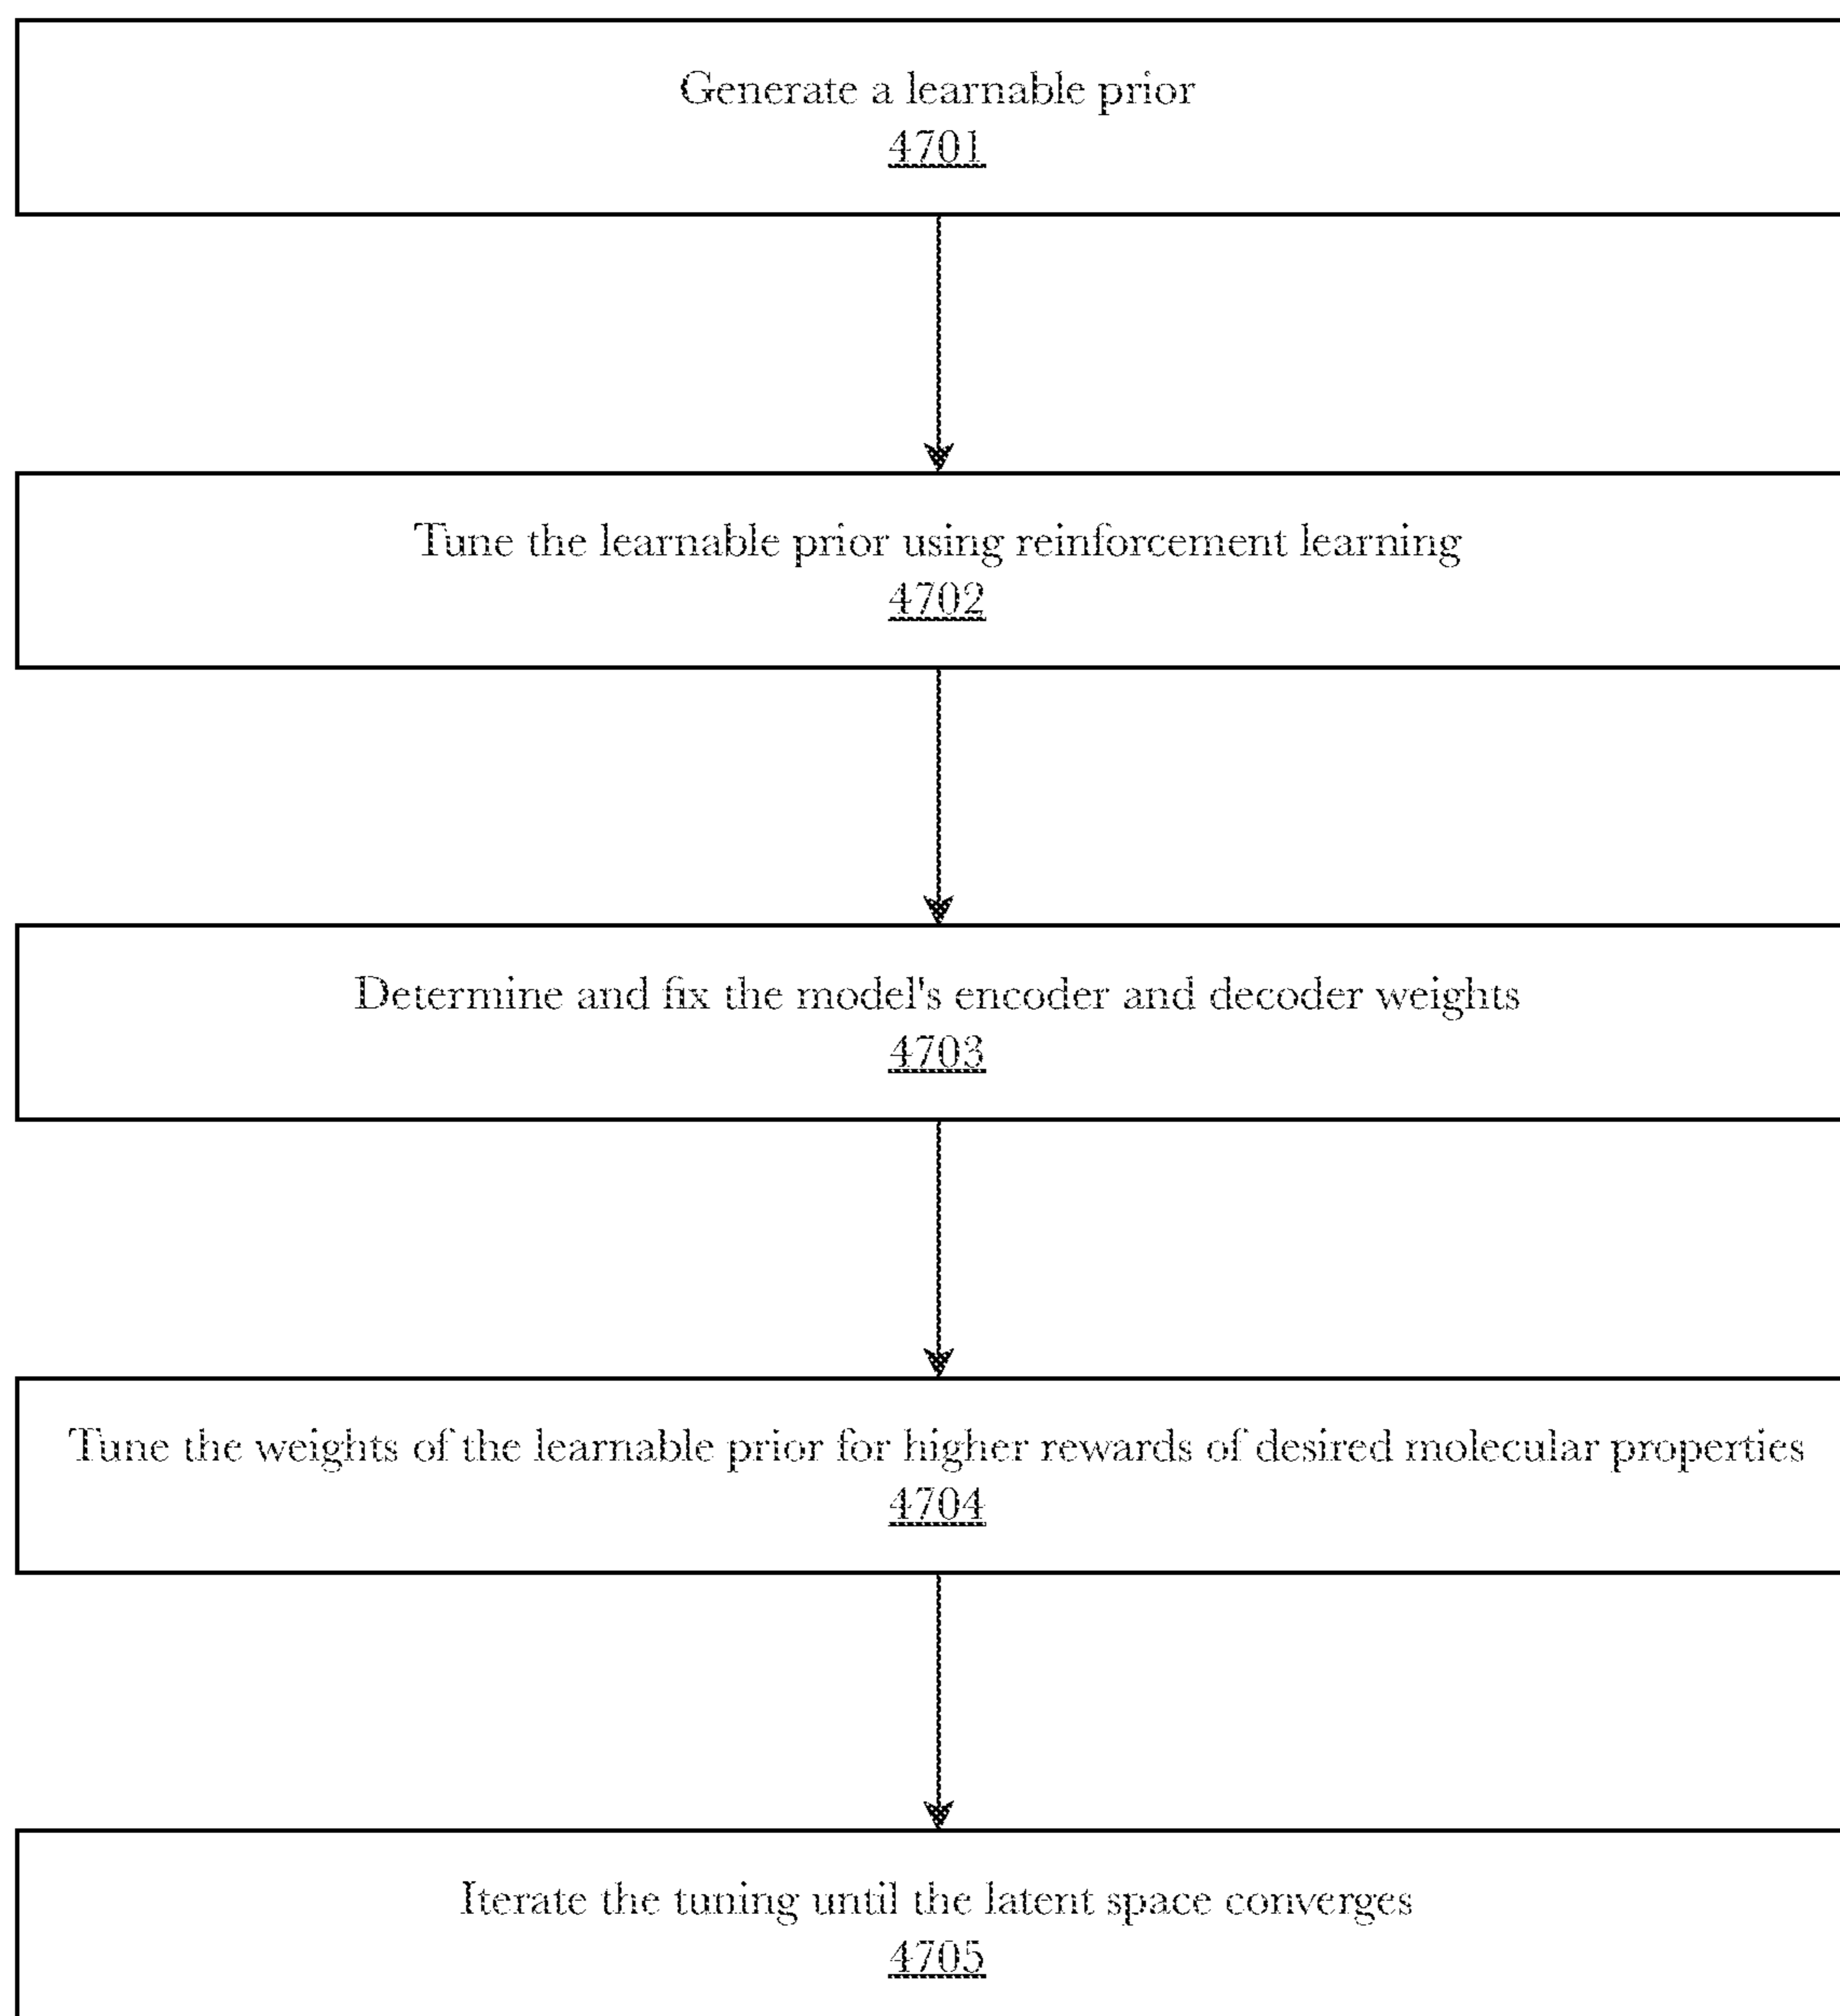 Generate a learnable prior
4701
Tune the learnable prior using reinforcement learning
4702
Determine and fix the model's encoder and decoder weights
4703
Tune the weights of the learnable prior for higher rewards of desired molecular properties
4704
Iterate the tuning until the latent space converges
4705